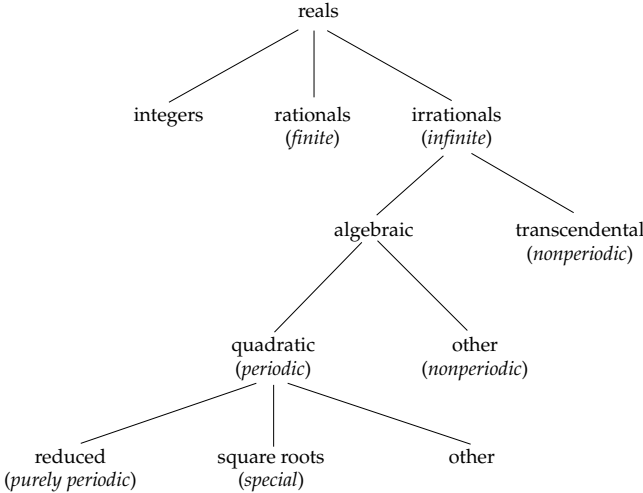 reals
integers rationals irrationals
(finite) (infinite)
algebraic transcendental
(nonperiodic)
quadratic other
(periodic) (nonperiodic)
reduced square roots other
(purely periodic) (special)